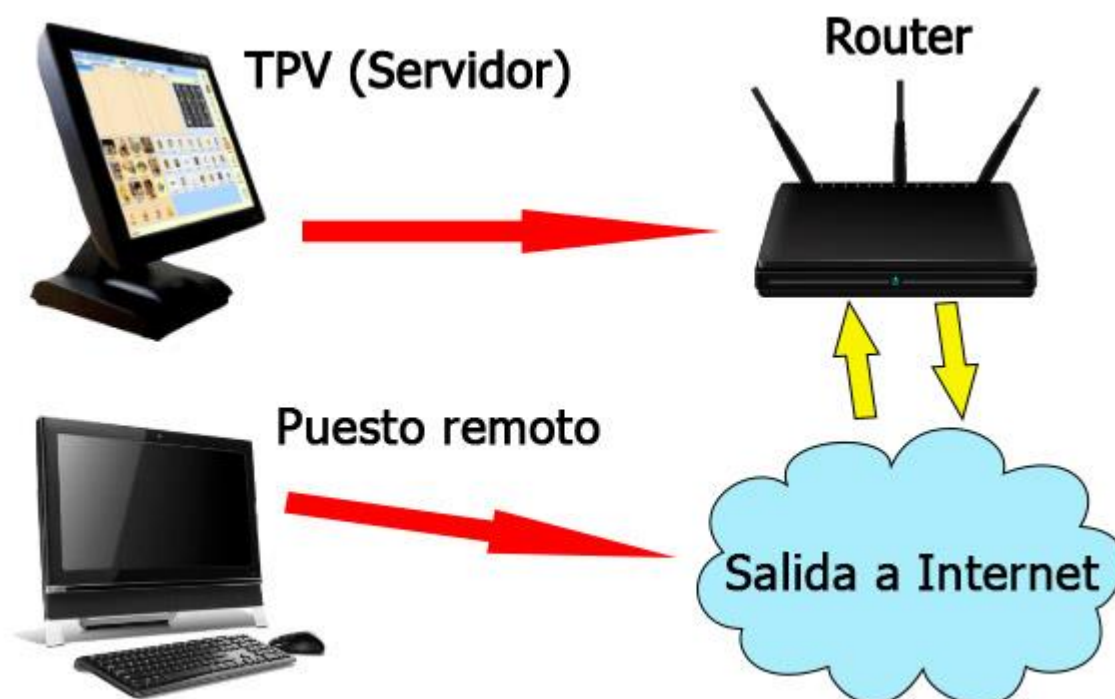 Router
TPV (Servidor)
Puesto remoto
Salida a Internet